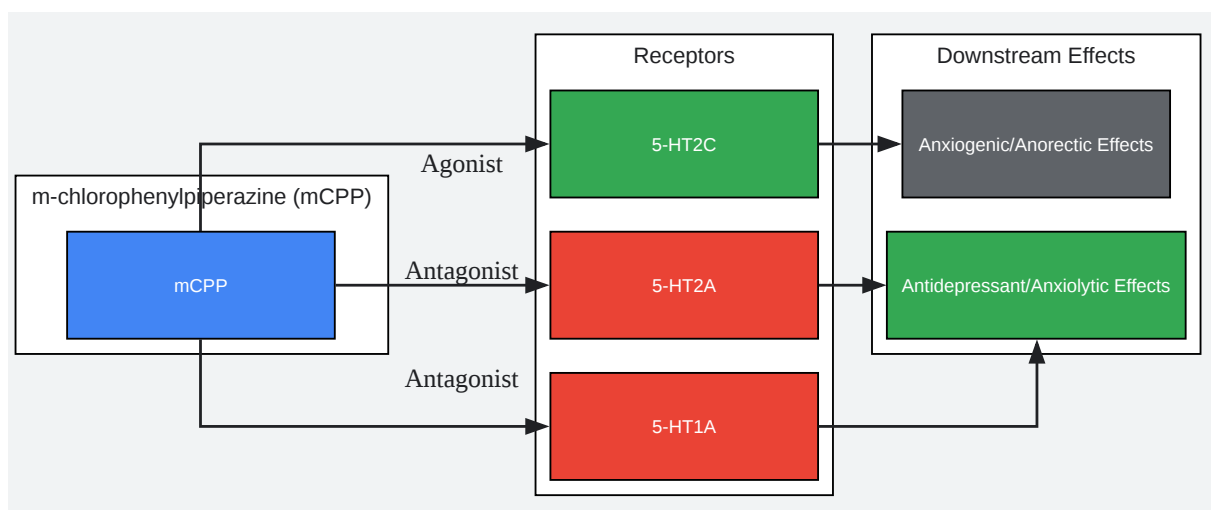 Receptors
Downstream Effects
5-HT2C
Anxiogenic/Anorectic Effects
Agonist
m-chlorophenylpiperazine (mCPP)
mCPP
Antagonist
5-HT2A
Antidepressant/Anxiolytic Effects
Antagonist
5-HT1A